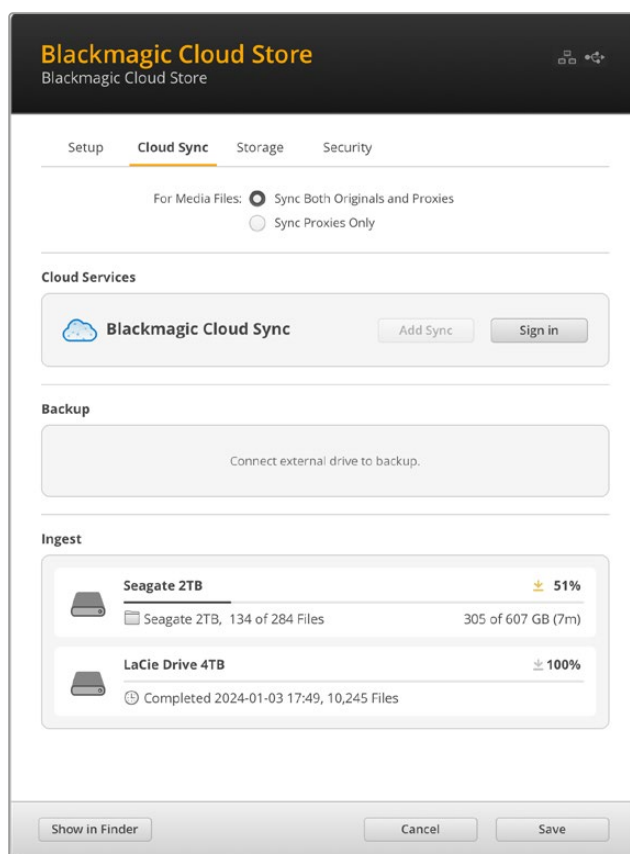 Blackmagic Cloud Store
Blackmagic Cloud Store
Setup Cloud Sync Storage Security
For Media Files: Sync Both Originals and Proxies
Sync Proxies Only
Cloud Services
Blackmagic Cloud Sync Add Sync Sign in
Backup
Connect external drive to backup.
Ingest
Seagate 2TB 51%
Seagate 2TB, 134 of 284 Files 305 of 607 GB (7m)
LaCie Drive 4TB 100%
Completed 2024-01-03 17:49, 10,245 Files
Show in Finder Cancel Save